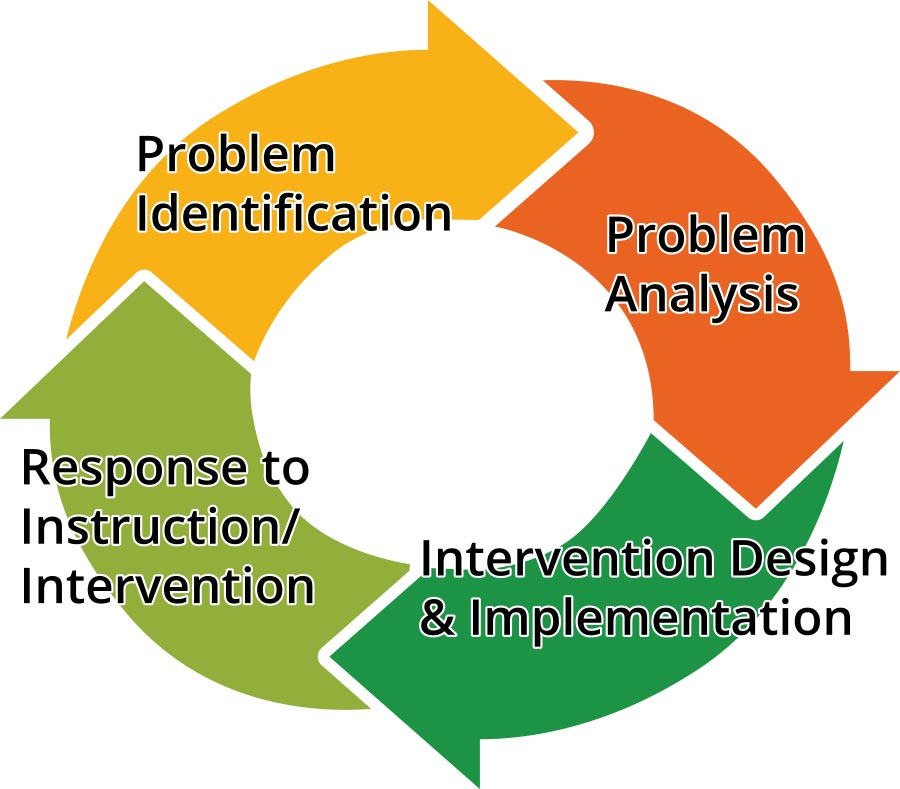 Problem
Identification
Problem
Analysis
Intervention Design
& Implementation
Response to
Instruction/
Intervention